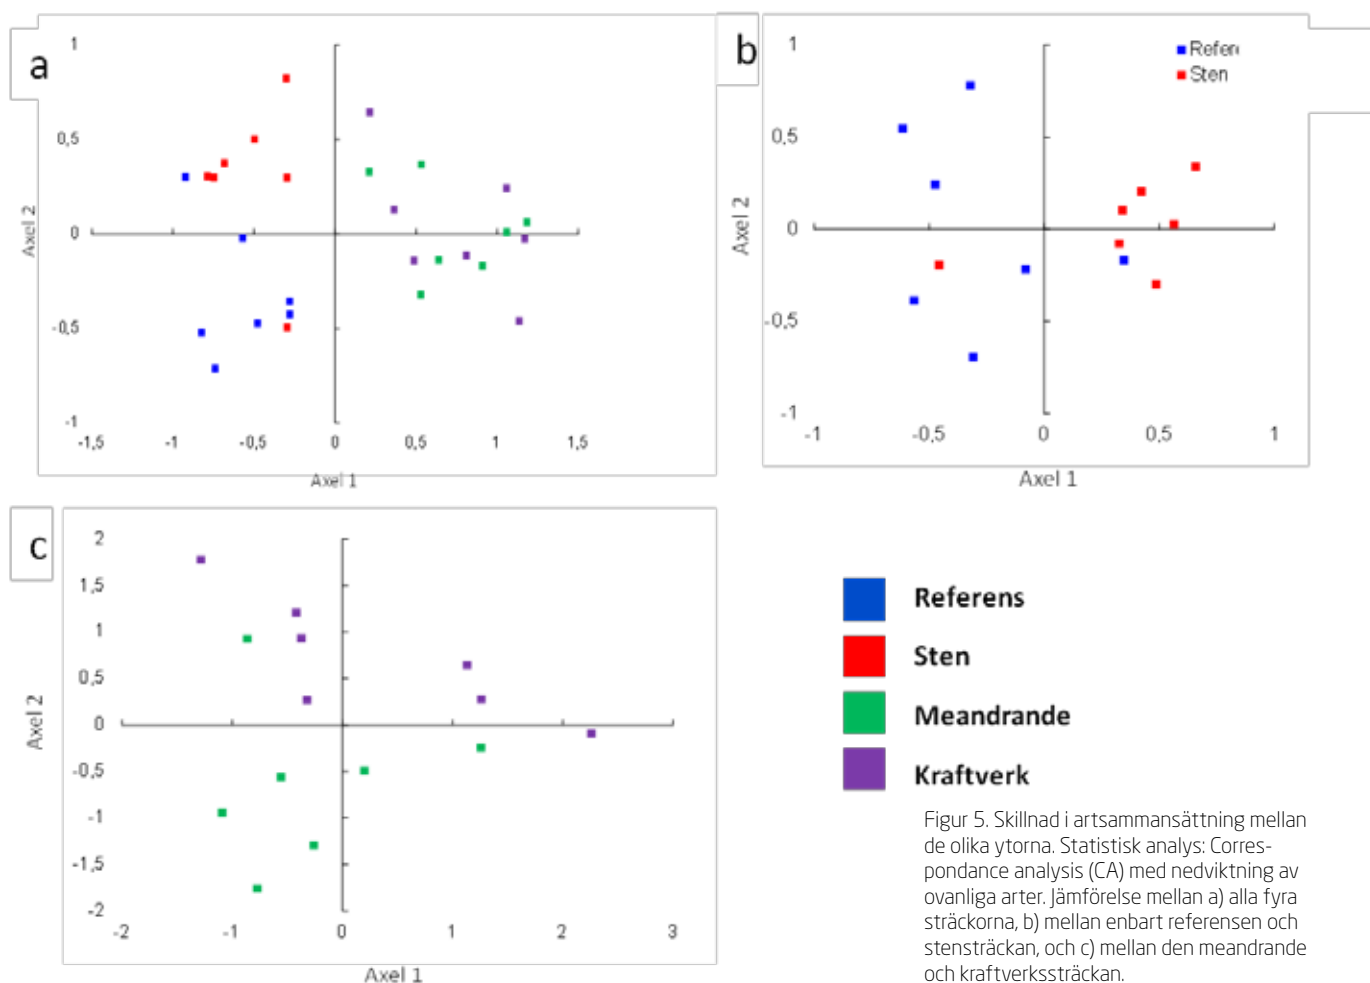 a
1
0,5
0
-0,5
-1
-1,5
-1
-0,5
0
0,5
1
1,5
Axel 2
Axel 1
b
1
0,5
0
-0,5
-1
-1
-0,5
0
0,5
1
Axel 2
Axel 1
Referen
Sten
c
2
1,5
1
0,5
0
-0,5
-1
-1,5
-2
-2
-1
0
1
2
3
Axel 2
Axel 1
Referens
Sten
Meandrande
Kraftverk
Figur 5. Skillnad i artsammansättning mellan
de olika ytorna. Statistisk analys: Corres-
pondance analysis (CA) med nedviktning av
ovanliga arter. Jämförelse mellan a) alla fyra
sträckorna, b) mellan enbart referensen och
stensträckan, och c) mellan den meandrande
och kraftverkssträckan.